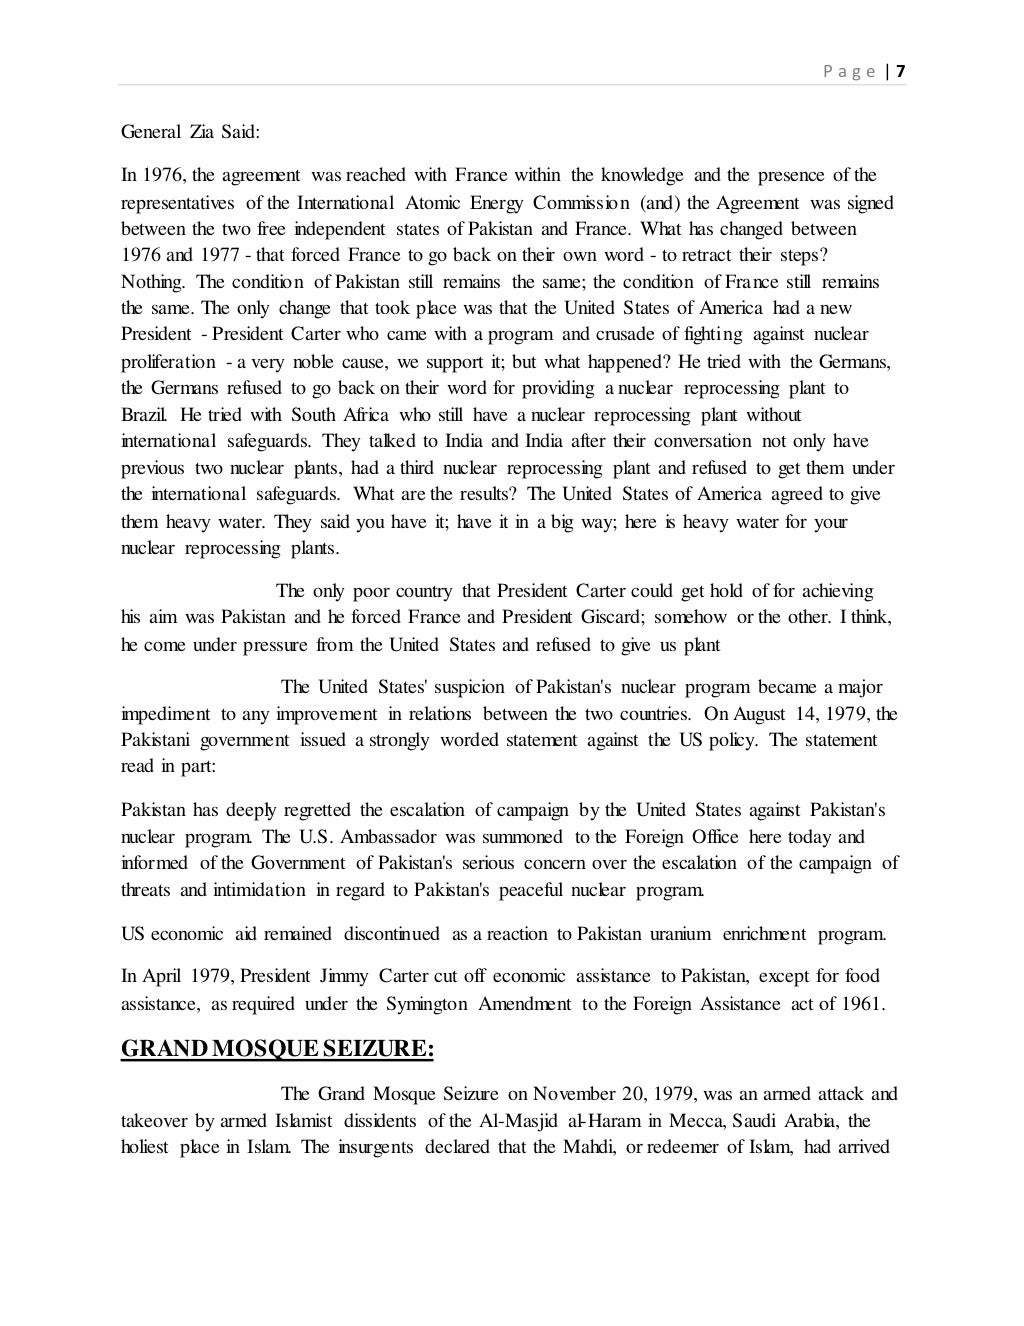 Page | 7
General Zia Said:
In 1976, the agreement was reached with France within the knowledge and the presence of the
representatives of the International Atomic Energy Commission (and) the Agreement was signed
between the two free independent states of Pakistan and France. What has changed between
1976 and 1977 - that forced France to go back on their own word - to retract their steps?
Nothing. The condition of Pakistan still remains the same; the condition of France still remains
the same. The only change that took place was that the United States of America had a new
President - President Carter who came with a program and crusade of fighting against nuclear
proliferation - a very noble cause, we support it; but what happened? He tried with the Germans,
the Germans refused to go back on their word for providing a nuclear reprocessing plant to
Brazil. He tried with South Africa who still have a nuclear reprocessing plant without
international safeguards. They talked to India and India after their conversation not only have
previous two nuclear plants, had a third nuclear reprocessing plant and refused to get them under
the international safeguards. What are the results? The United States of America agreed to give
them heavy water. They said you have it; have it in a big way; here is heavy water for your
nuclear reprocessing plants.
The only poor country that President Carter could get hold of for achieving
his aim was Pakistan and he forced France and President Giscard; somehow or the other. I think,
he come under pressure from the United States and refused to give us plant
The United States' suspicion of Pakistan's nuclear program became a major
impediment to any improvement in relations between the two countries. On August 14, 1979, the
Pakistani government issued a strongly worded statement against the US policy. The statement
read in part:
Pakistan has deeply regretted the escalation of campaign by the United States against Pakistan's
nuclear program. The U.S. Ambassador was summoned to the Foreign Office here today and
informed of the Government of Pakistan's serious concern over the escalation of the campaign of
threats and intimidation in regard to Pakistan's peaceful nuclear program.
US economic aid remained discontinued as a reaction to Pakistan uranium enrichment program.
In April 1979, President Jimmy Carter cut off economic assistance to Pakistan, except for food
assistance, as required under the Symington Amendment to the Foreign Assistance act of 1961.
GRAND MOSQUE SEIZURE:
The Grand Mosque Seizure on November 20, 1979, was an armed attack and
takeover by armed Islamist dissidents of the Al-Masjid al-Haram in Mecca, Saudi Arabia, the
holiest place in Islam. The insurgents declared that the Mahdi, or redeemer of Islam, had arrived